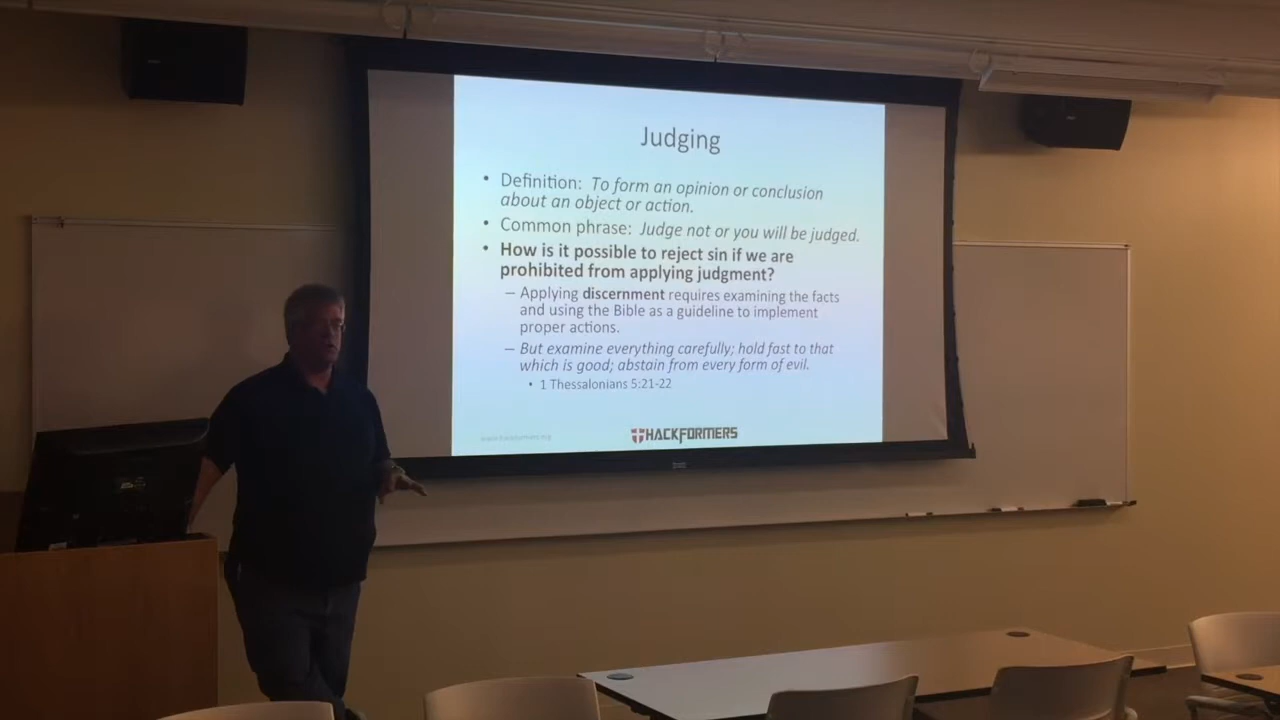 Judging
• Definition: To form an opinion or conclusion
about an object or action.
• Common phrase: Judge not or you will be judged.
• How is it possible to reject sin if we are
prohibited from applying judgment?
– Applying discernment requires examining the facts
and using the Bible as a guideline to implement
proper actions.
– But examine everything carefully; hold fast to that
which is good; abstain from every form of evil.
• 1 Thessalonians 5:21-22
www.hackformers.org
HACKFORMERS